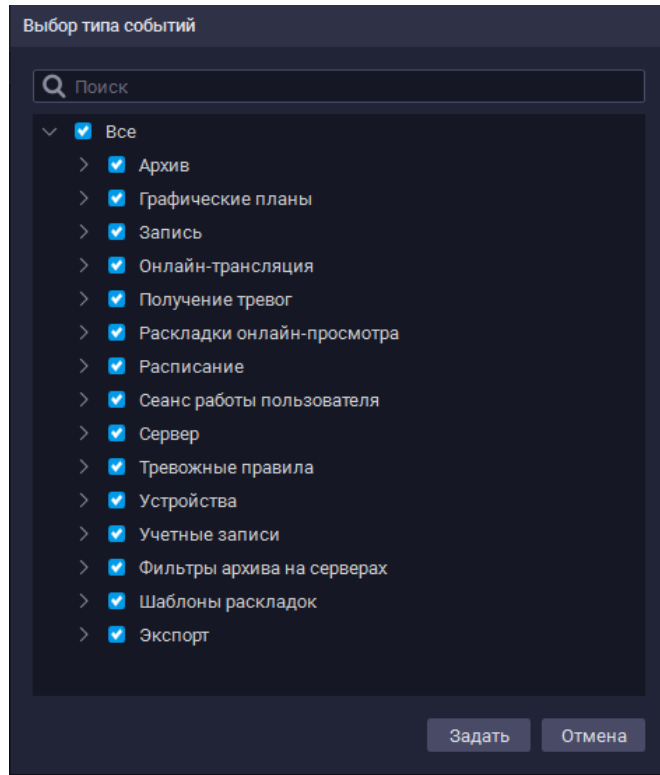 Выбор типа событий
Поиск
Все
Архив
Графические планы
Запись
Онлайн-трансляция
Получение тревог
Раскладки онлайн-просмотра
Расписание
Сеанс работы пользователя
Сервер
Тревожные правила
Устройства
Учетные записи
Фильтры архива на серверах
Шаблоны раскладок
Экспорт
Задать Отмена